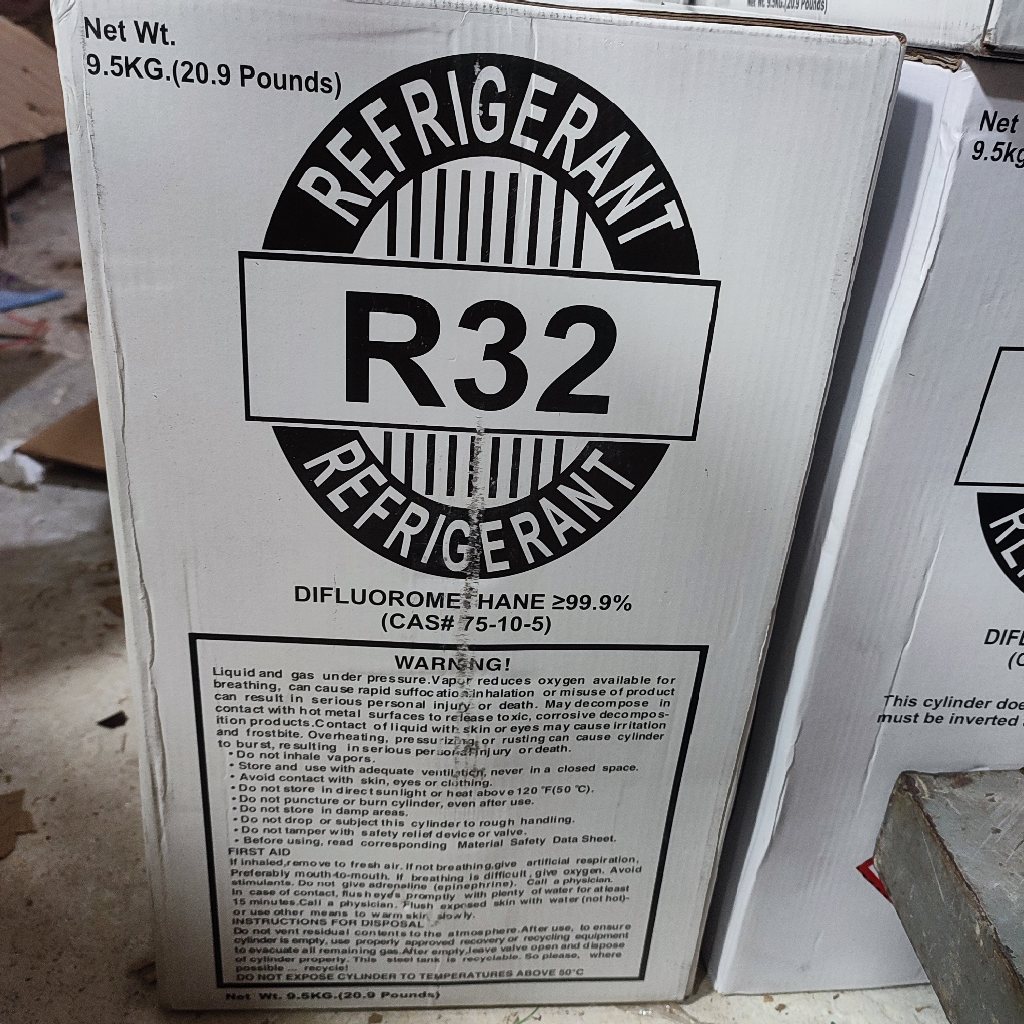 Net Wt.
9.5KG.(20.9 Pounds)
REFRIGERANT
R32
REFRIGERANT
DIFLUOROMETHANE ≥99.9%
(CAS# 75-10-5)
WARNING!
Liquid and gas under pressure.Vapor reduces oxygen available for
breathing, can cause rapid suffocation.inhalation or misuse of product
can result in serious personal injury or death. May decompose in
contact with hot metal surfaces to release toxic, corrosive decompos-
ition products.Contact of liquid with skin or eyes may cause irritation
and frostbite. Overheating, pressurizing or rusting can cause cylinder
to burst, resulting in serious personal injury or death.
• Do not inhale vapors.
• Store and use with adequate ventilation, never in a closed space.
• Avoid contact with skin, eyes or clothing.
• Do not store in direct sunlight or heat above 120 °F(50 °C).
• Do not puncture or burn cylinder, even after use.
• Do not store in damp areas.
• Do not drop or subject this cylinder to rough handling.
• Do not tamper with safety relief device or valve.
• Before using, read corresponding Material Safety Data Sheet.
FIRST AID
If inhaled,remove to fresh air. If not breathing,give artificial respiration,
Preferably mouth-to-mouth. If breathing is difficult, give oxygen. Avoid
stimulants. Do not give adrenaline (epinephrine). Call a physician.
In case of contact, flush eyes promptly with plenty of water for at least
15 minutes.Call a physician. Flush exposed skin with water (not hot)-
or use other means to warm skin slowly.
INSTRUCTIONS FOR DISPOSAL
Do not vent residual contents to the atmosphere.After use, to ensure
cylinder is empty, use properly approved recovery or recycling equipment
to evacuate all remaining gas.After empty,leave valve open and dispose
of cylinder properly. This steel tank is recyclable. So please, where
possible ... recycle!
DO NOT EXPOSE CYLINDER TO TEMPERATURES ABOVE 50°C
Net Wt. 9.5KG.(20.9 Pounds)
Net Wt. 9.5KG.(20.9 Pounds)
Net
9.5kg
RE
DIFL
(C
This cylinder doe
must be inverted